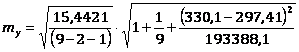 m_y = √(15,4421 / (9-2-1)) · √(1 + 1/9 + (330,1-297,41)² / 193388,1)